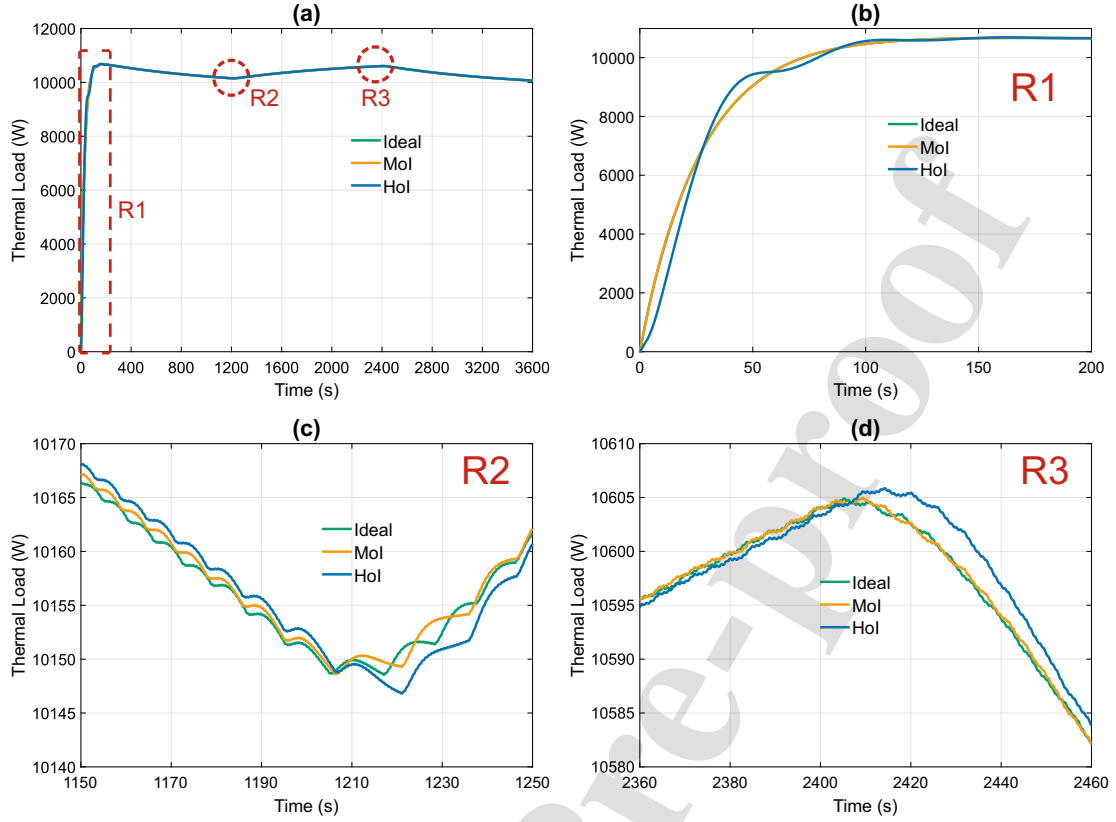 (a)
12000
10000
8000
6000
4000
2000
0
Thermal Load (W)
R1
R2
R3
Ideal
MoI
HoI
0 400 800 1200 1600 2000 2400 2800 3200 3600
Time (s)
(b)
10000
8000
6000
4000
2000
0
Thermal Load (W)
R1
Ideal
MoI
HoI
0 50 100 150 200
Time (s)
(c)
10170
10165
10160
10155
10150
10145
10140
Thermal Load (W)
R2
Ideal
MoI
HoI
1150 1170 1190 1210 1230 1250
Time (s)
(d)
10610
10605
10600
10595
10590
10585
10580
Thermal Load (W)
R3
Ideal
MoI
HoI
2360 2380 2400 2420 2440 2460
Time (s)
re-proof